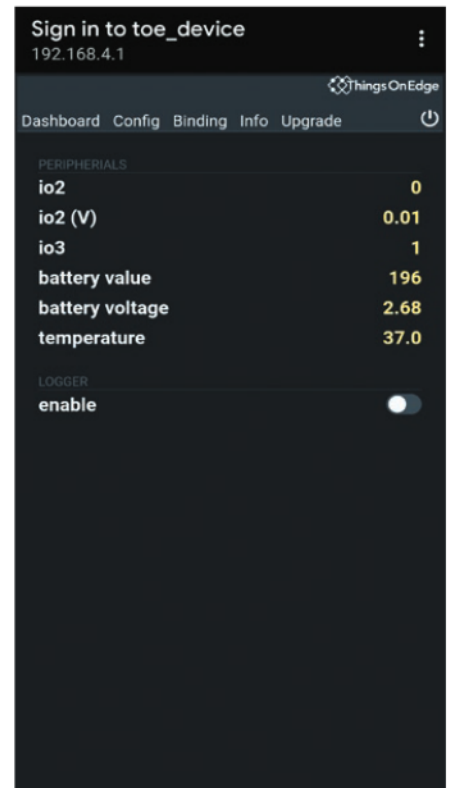 Sign in to toe_device
192.168.4.1
ThingsOnEdge
Dashboard Config Binding Info Upgrade
PERIPHERIALS
io2 0
io2 (V) 0.01
io3 1
battery value 196
battery voltage 2.68
temperature 37.0
LOGGER
enable